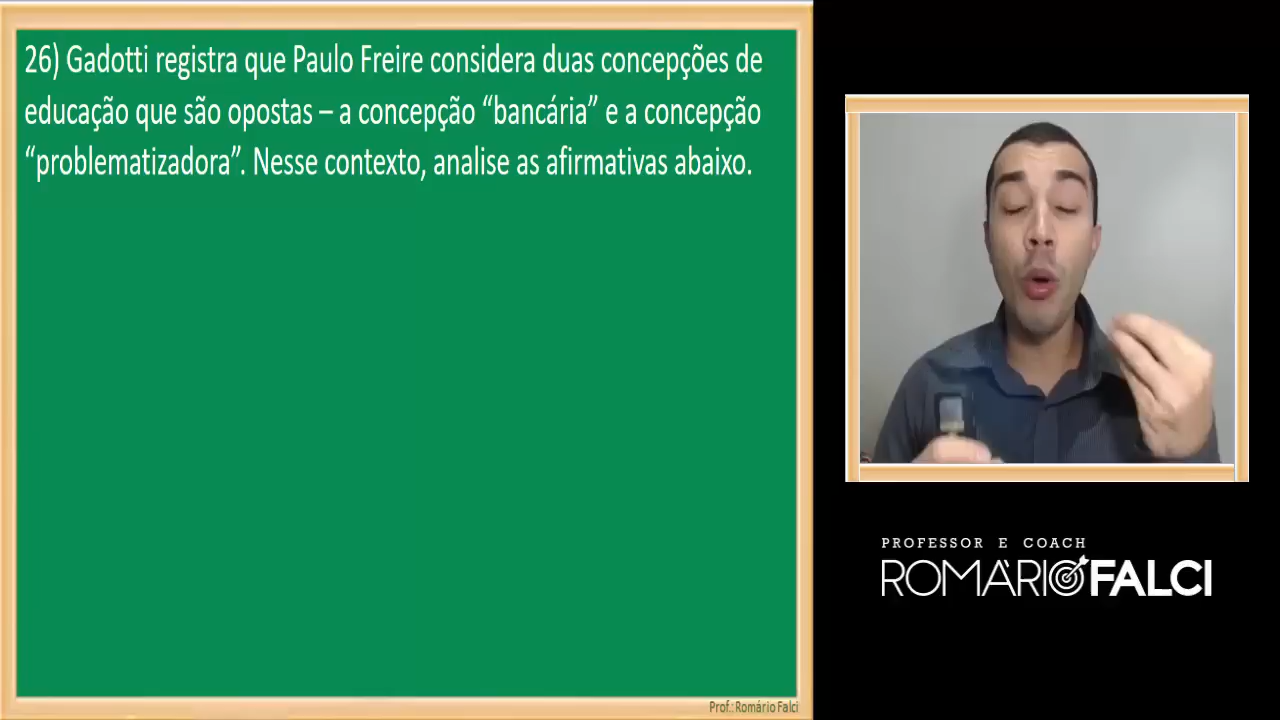 26) Gadotti registra que Paulo Freire considera duas concepções de
educação que são opostas – a concepção “bancária” e a concepção
“problematizadora”. Nesse contexto, analise as afirmativas abaixo.
PROFESSOR E COACH
ROMÁRIO FALCI
Prof.: Romário Falci